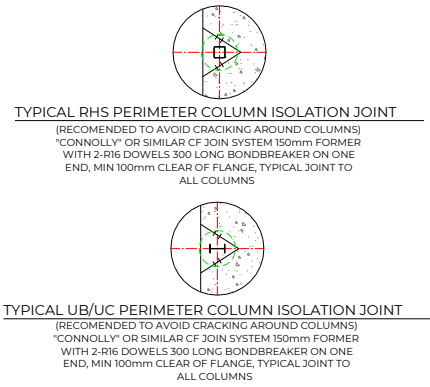 TYPICAL RHS PERIMETER COLUMN ISOLATION JOINT
(RECOMENDED TO AVOID CRACIKING AROUND COLUMNS)
"CONNOLLY" OR SIMILAR CF JOIN SYSTEM 150mm FORMER
WITH 2-R16 DOWELS 300 LONG BONDBREAKER ON ONE
END, MIN 100mm CLEAR OF FLANGE, TYPICAL JOINT TO
ALL COLUMNS
TYPICAL UB/UC PERIMETER COLUMN ISOLATION JOINT
(RECOMENDED TO AVOID CRACKING AROUND COLUMNS)
"CONNOLLY" OR SIMILAR CF JOIN SYSTEM 150mm FORMER
WITH 2-R16 DOWELS 300 LONG BONDBREAKER ON ONE
END, MIN 100mm CLEAR OF FLANGE, TYPICAL JOINT TO
ALL COLUMNS